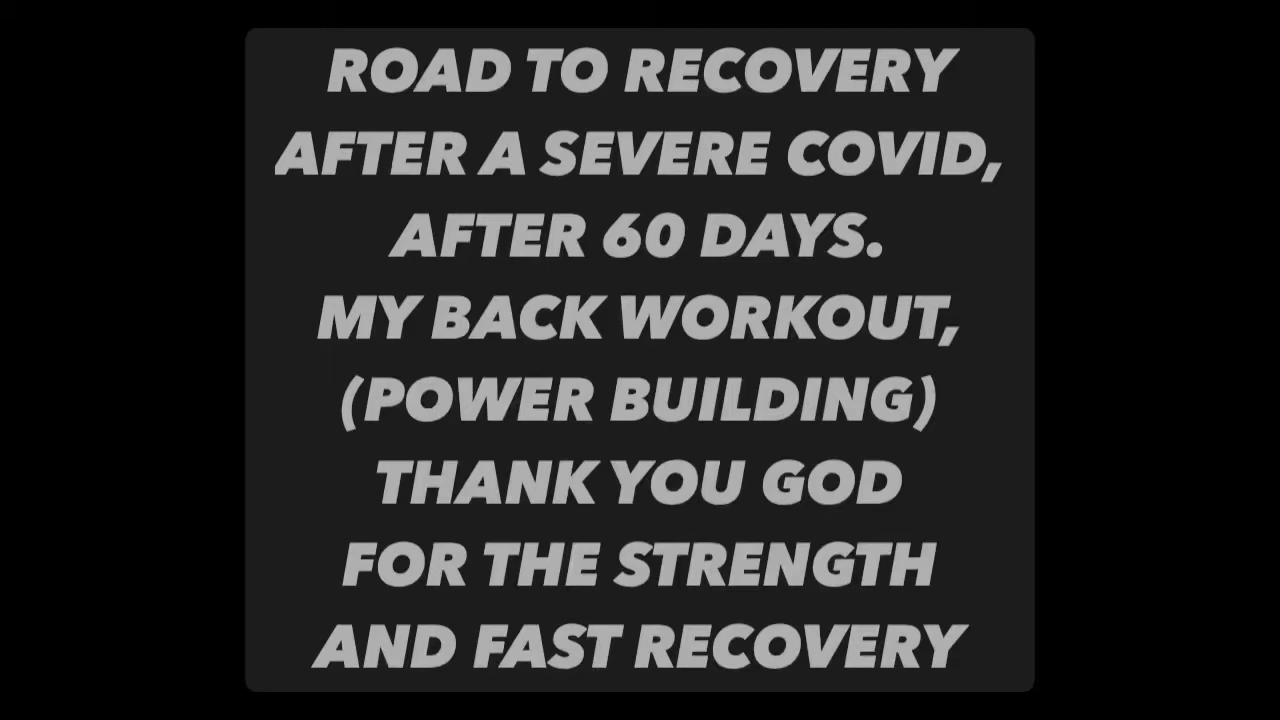 ROAD TO RECOVERY
AFTER A SEVERE COVID,
AFTER 60 DAYS.
MY BACK WORKOUT,
(POWER BUILDING)
THANK YOU GOD
FOR THE STRENGTH
AND FAST RECOVERY